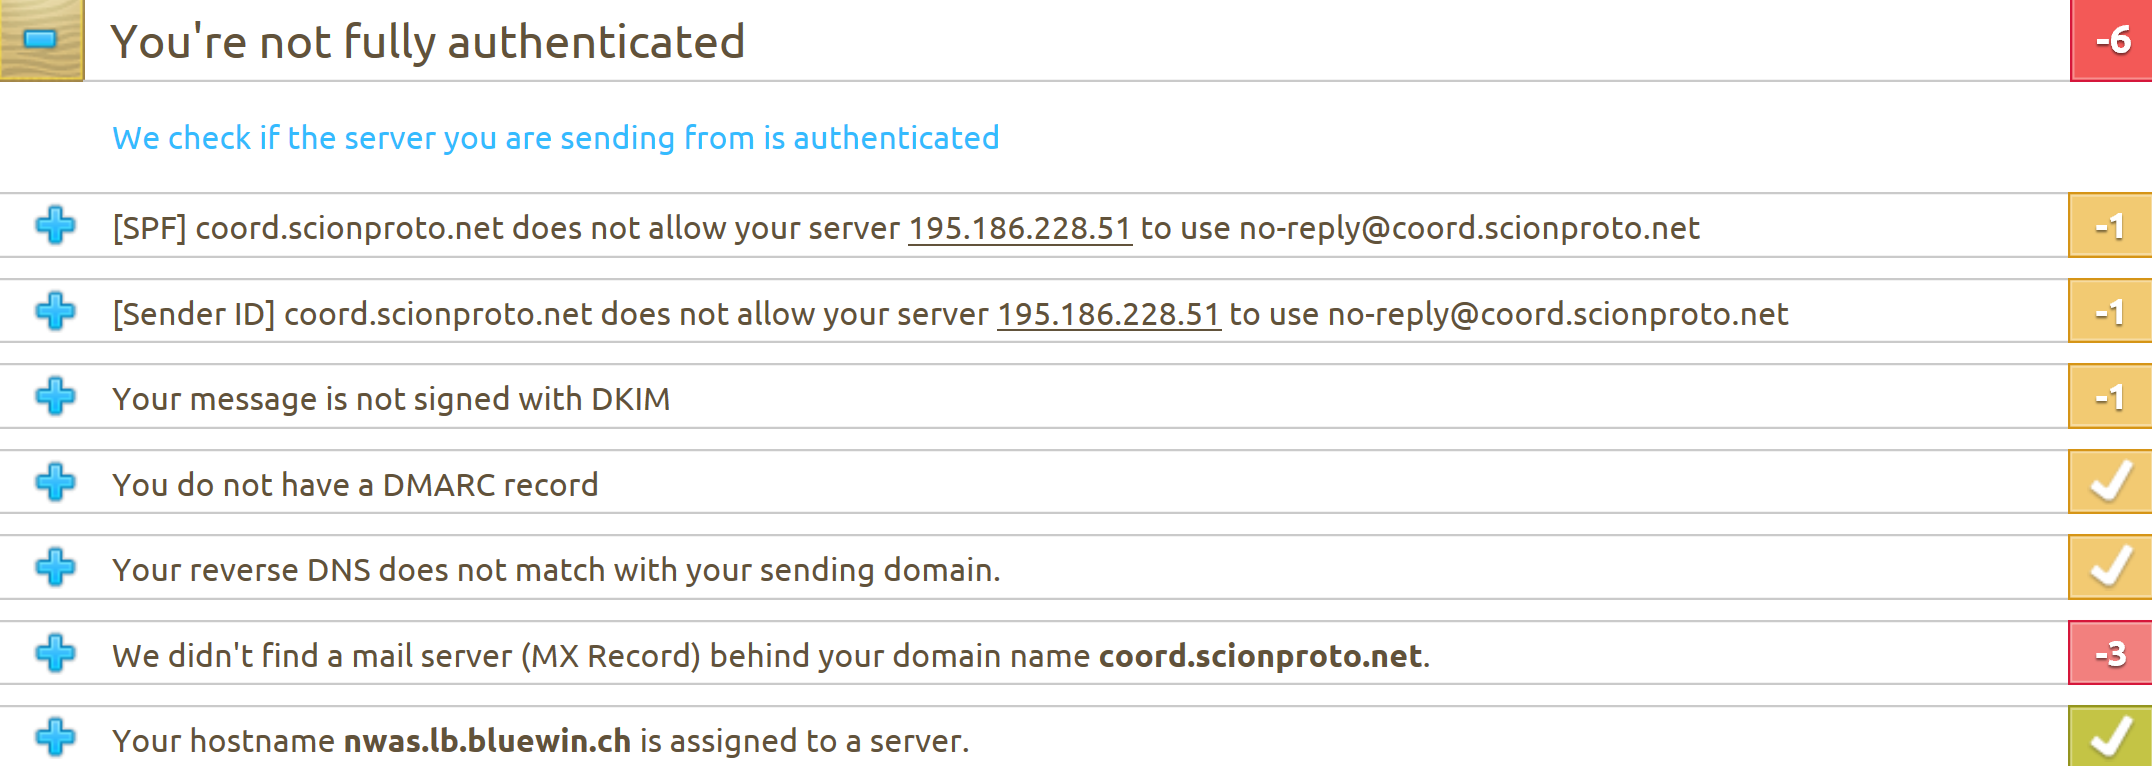 You're not fully authenticated -6
We check if the server you are sending from is authenticated
[SPF] coord.scionproto.net does not allow your server 195.186.228.51 to use no-reply@coord.scionproto.net -1
[Sender ID] coord.scionproto.net does not allow your server 195.186.228.51 to use no-reply@coord.scionproto.net -1
Your message is not signed with DKIM -1
You do not have a DMARC record
Your reverse DNS does not match with your sending domain.
We didn't find a mail server (MX Record) behind your domain name coord.scionproto.net. -3
Your hostname nwas.lb.bluewin.ch is assigned to a server.